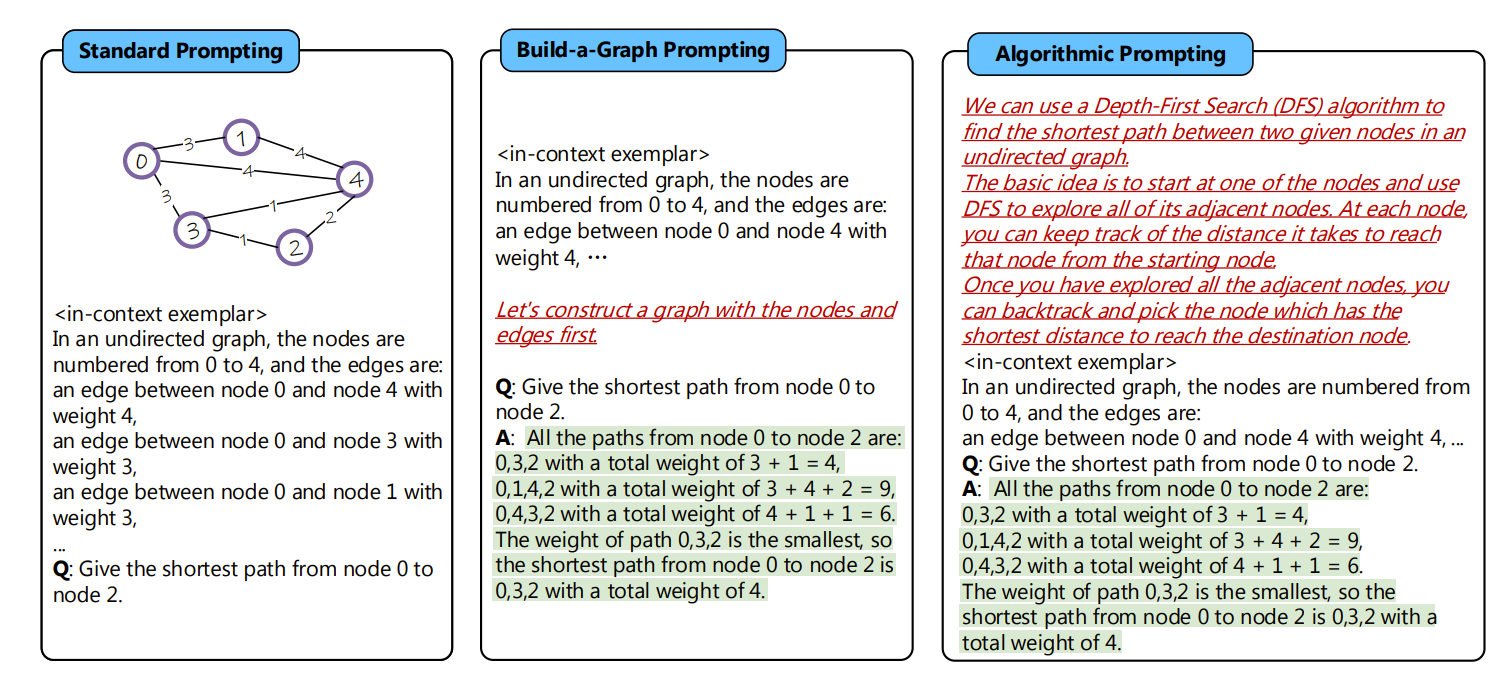 Standard Prompting
0
3
1
4
4
4
3
1
2
3
1
2
<in-context exemplar>
In an undirected graph, the nodes are
numbered from 0 to 4, and the edges are:
an edge between node 0 and node 4 with
weight 4,
an edge between node 0 and node 3 with
weight 3,
an edge between node 0 and node 1 with
weight 3,
...
Q: Give the shortest path from node 0 to
node 2.
Build-a-Graph Prompting
<in-context exemplar>
In an undirected graph, the nodes are
numbered from 0 to 4, and the edges are:
an edge between node 0 and node 4 with
weight 4, ⋯
Let's construct a graph with the nodes and
edges first.
Q: Give the shortest path from node 0 to
node 2.
A: All the paths from node 0 to node 2 are:
0,3,2 with a total weight of 3 + 1 = 4,
0,1,4,2 with a total weight of 3 + 4 + 2 = 9,
0,4,3,2 with a total weight of 4 + 1 + 1 = 6.
The weight of path 0,3,2 is the smallest, so
the shortest path from node 0 to node 2 is
0,3,2 with a total weight of 4.
Algorithmic Prompting
We can use a Depth-First Search (DFS) algorithm to
find the shortest path between two given nodes in an
undirected graph.
The basic idea is to start at one of the nodes and use
DFS to explore all of its adjacent nodes. At each node,
you can keep track of the distance it takes to reach
that node from the starting node.
Once you have explored all the adjacent nodes, you
can backtrack and pick the node which has the
shortest distance to reach the destination node.
<in-context exemplar>
In an undirected graph, the nodes are numbered from
0 to 4, and the edges are:
an edge between node 0 and node 4 with weight 4, ...
Q: Give the shortest path from node 0 to node 2.
A: All the paths from node 0 to node 2 are:
0,3,2 with a total weight of 3 + 1 = 4,
0,1,4,2 with a total weight of 3 + 4 + 2 = 9,
0,4,3,2 with a total weight of 4 + 1 + 1 = 6.
The weight of path 0,3,2 is the smallest, so the
shortest path from node 0 to node 2 is 0,3,2 with a
total weight of 4.